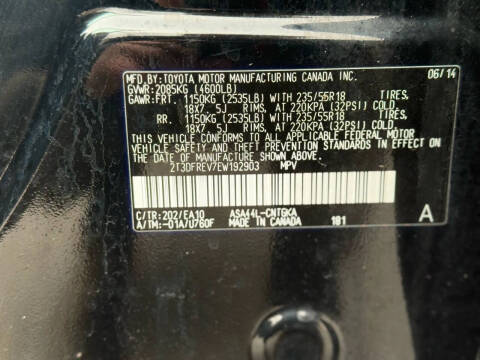 MFD. BY: TOYOTA MOTOR MANUFACTURING CANADA INC. 06/14
GVWR: 2085KG (4600LB)
GAWR: FRT. 1150KG (2535LB) WITH 235/55R18 TIRES,
18X7. 5J RIMS, AT 220KPA (32PSI) COLD.
RR. 1150KG (2535LB) WITH 235/55R18 TIRES,
18X7. 5J RIMS, AT 220KPA (32PSI) COLD.
THIS VEHICLE CONFORMS TO ALL APPLICABLE FEDERAL MOTOR
VEHICLE SAFETY AND THEFT PREVENTION STANDARDS IN
EFFECT ON THE DATE OF MANUFACTURE SHOWN ABOVE.
2T3DFREV7EW192903 MPV
C/TR: 202/EA10 ASA44L-CNTGKA
A/TM: -01A/U760F MADE IN CANADA 181 A